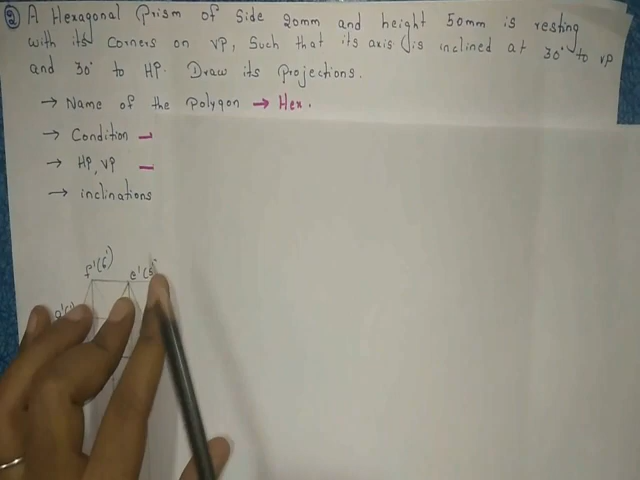 ② A Hexagonal Prism of side 20mm and height 50mm is resting
with its corners on VP, Such that its axis is inclined at 30° to VP
and 30° to HP. Draw its projections.
→ Name of the Polygon → Hex.
→ Condition –
→ HP, VP –
→ inclinations
f'(6') e'(5')